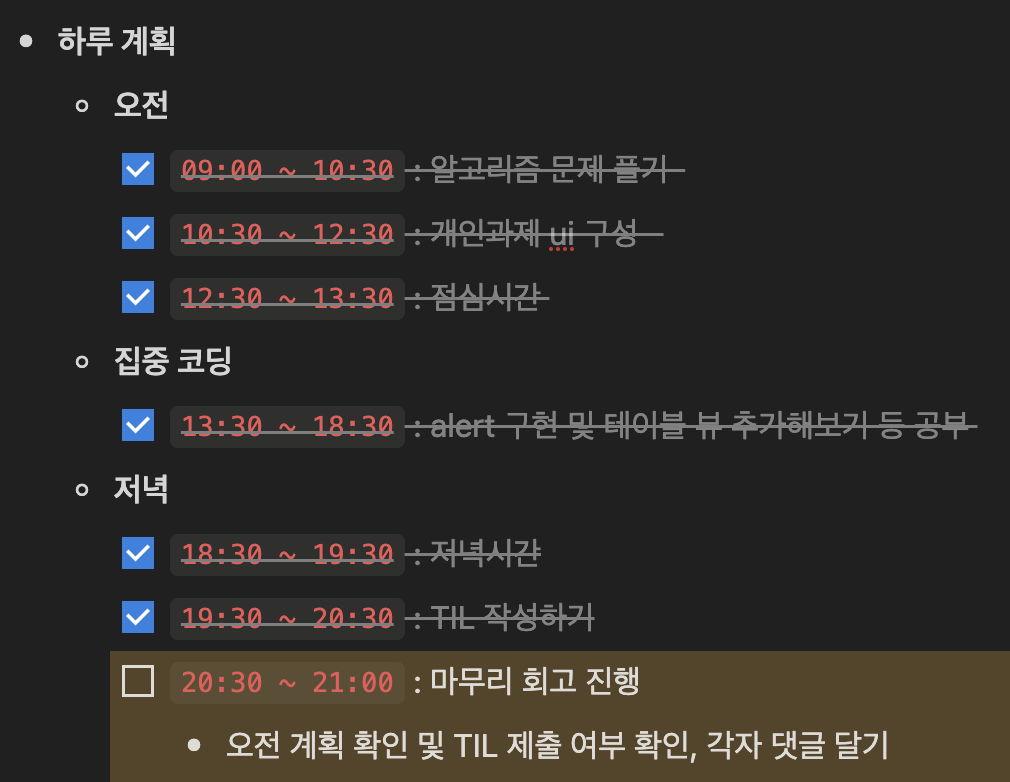 하루 계획
오전
09:00 ~ 10:30 : 알고리즘 문제 풀기
10:30 ~ 12:30 : 개인과제 ui 구성
12:30 ~ 13:30 : 점심시간
집중 코딩
13:30 ~ 18:30 : alert 구현 및 테이블 뷰 추가해보기 등 공부
저녁
18:30 ~ 19:30 : 저녁시간
19:30 ~ 20:30 : TIL 작성하기
20:30 ~ 21:00 : 마무리 회고 진행
오전 계획 확인 및 TIL 제출 여부 확인, 각자 댓글 달기